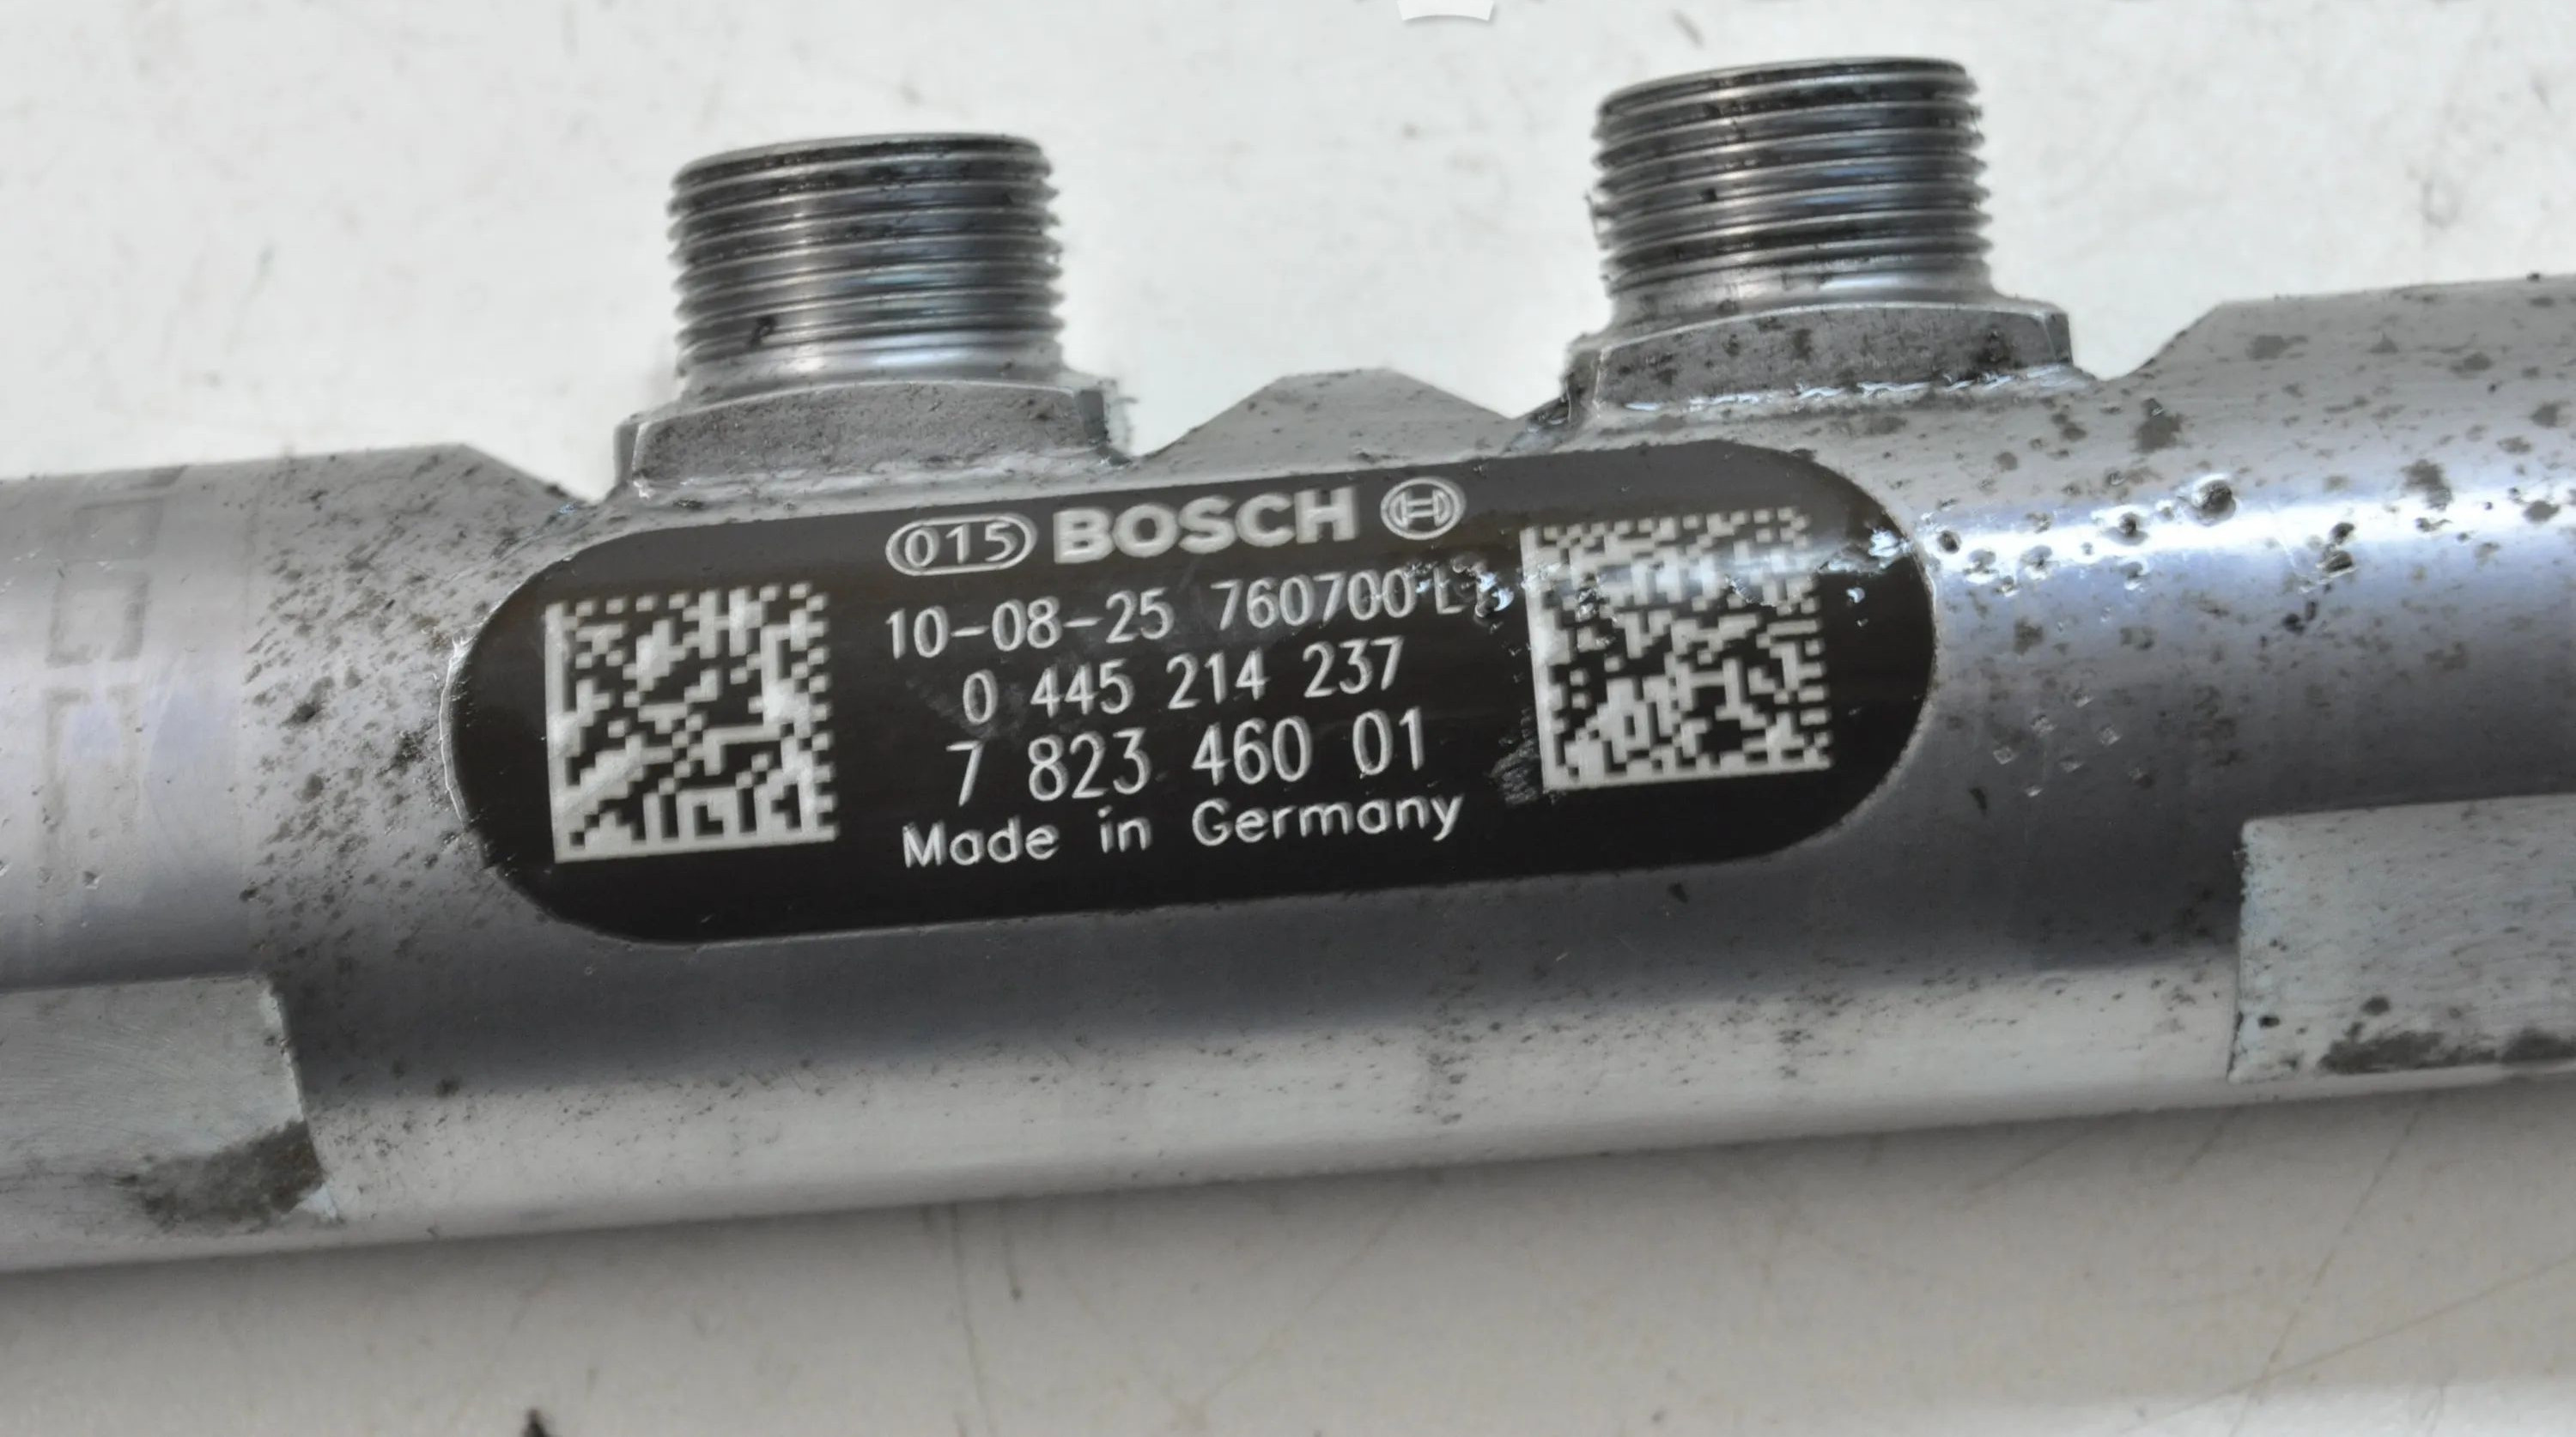 015 BOSCH
10-08-25 760700
0 445 214 237
7 823 460 01
Made in Germany